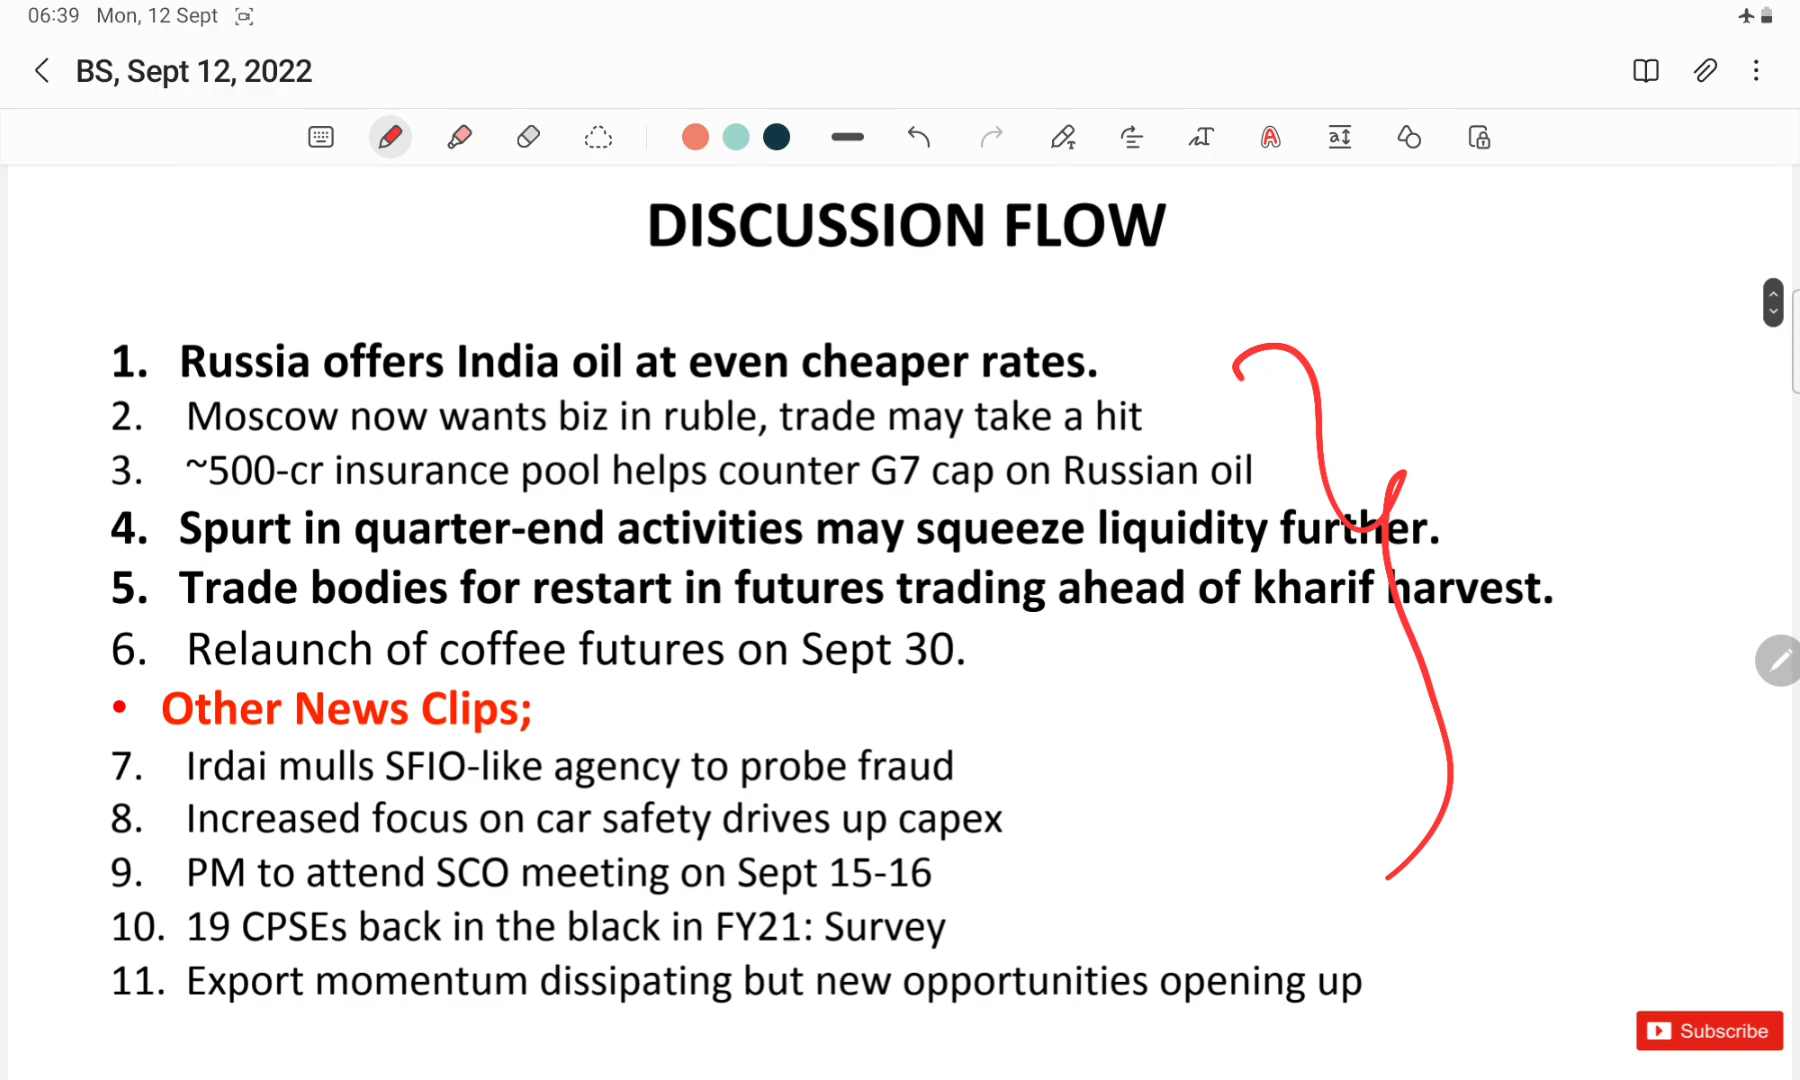 06:39 Mon, 12 Sept
BS, Sept 12, 2022
DISCUSSION FLOW
1. Russia offers India oil at even cheaper rates.
2. Moscow now wants biz in ruble, trade may take a hit
3. ~500-cr insurance pool helps counter G7 cap on Russian oil
4. Spurt in quarter-end activities may squeeze liquidity further.
5. Trade bodies for restart in futures trading ahead of kharif harvest.
6. Relaunch of coffee futures on Sept 30.
• Other News Clips;
7. Irdai mulls SFIO-like agency to probe fraud
8. Increased focus on car safety drives up capex
9. PM to attend SCO meeting on Sept 15-16
10. 19 CPSEs back in the black in FY21: Survey
11. Export momentum dissipating but new opportunities opening up
Subscribe